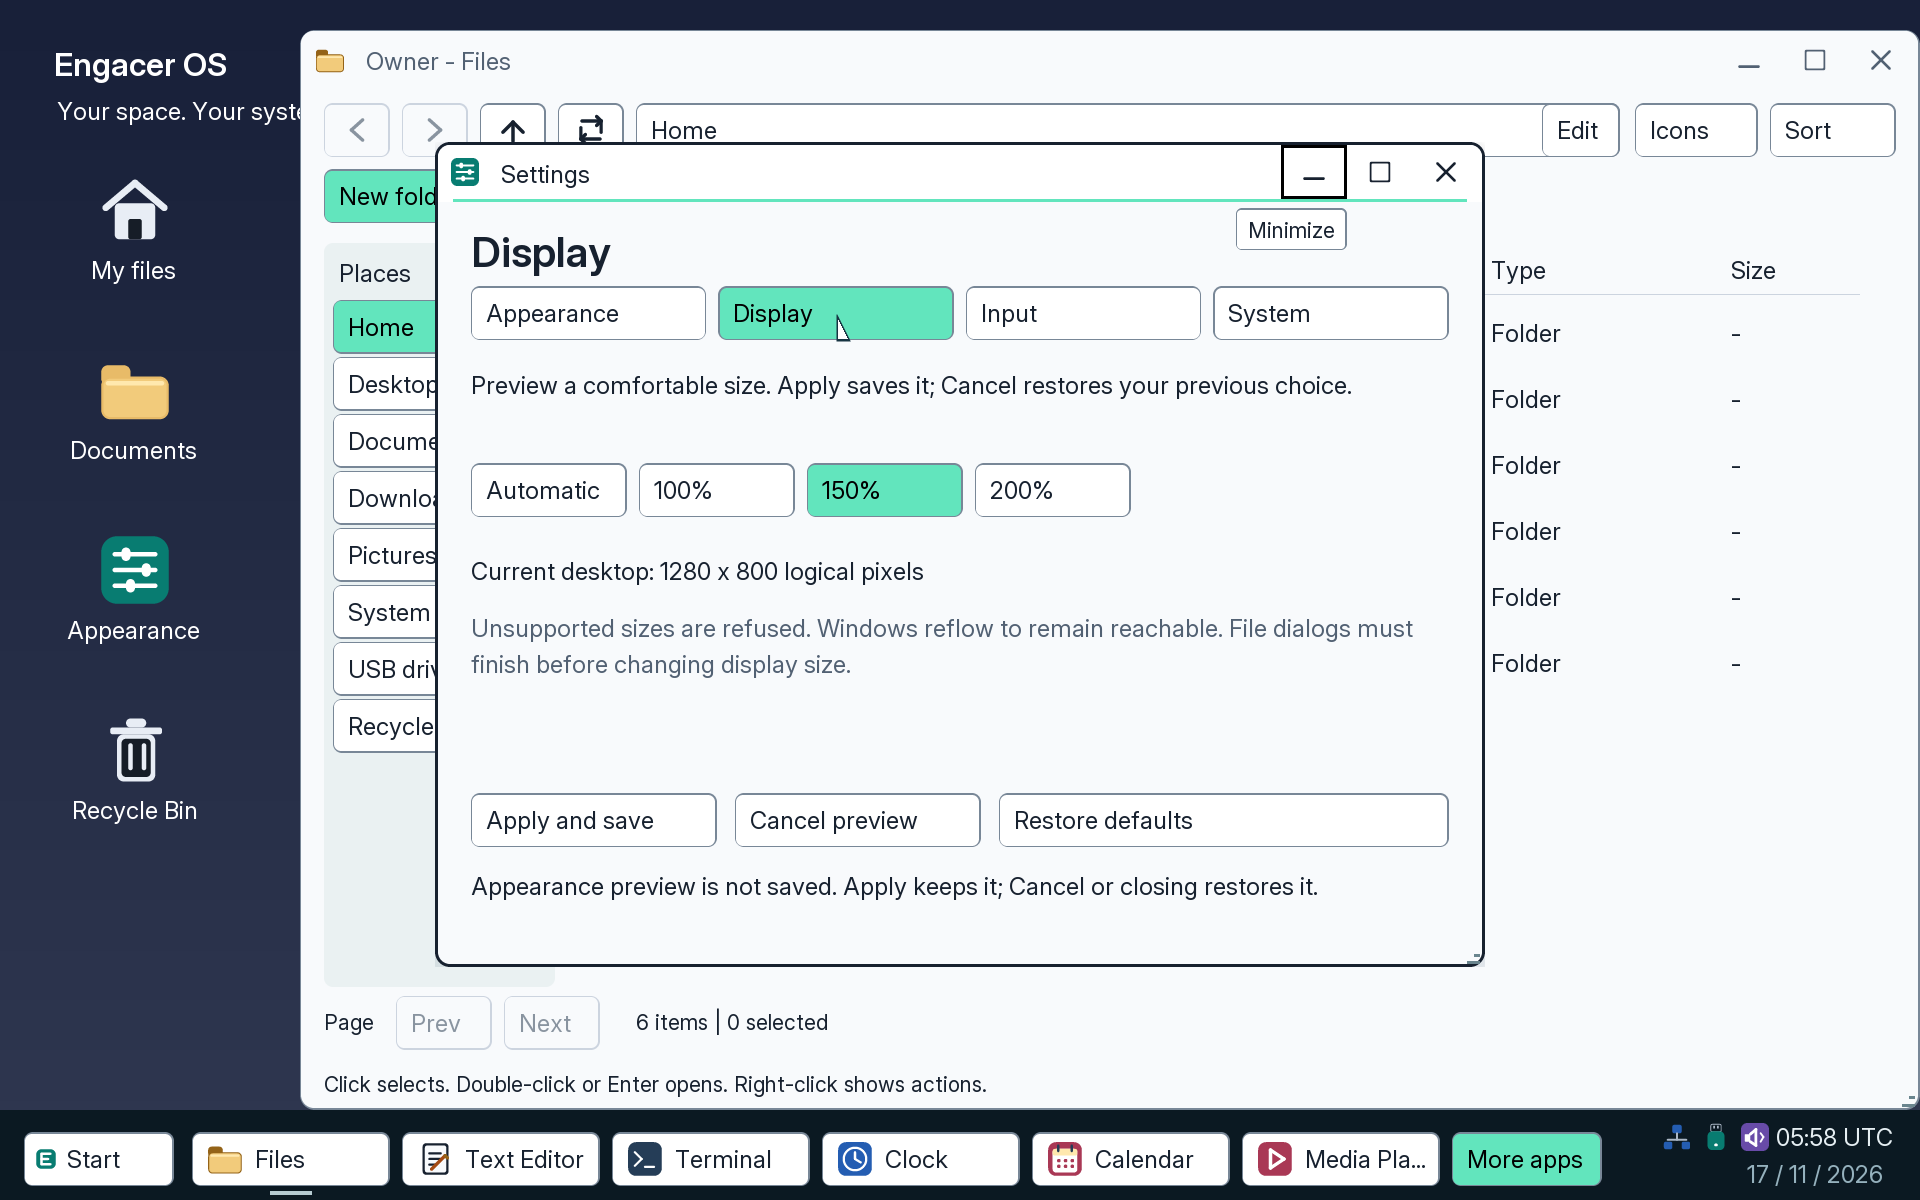 Engacer OS
Your space. Your syste
My files
Documents
Appearance
Recycle Bin
Owner - Files
Home
Edit
Icons
Sort
New fold
Places
Home
Desktop
Docume
Downloa
Pictures
System
USB driv
Recycle
Type
Size
Folder -
Folder -
Folder -
Folder -
Folder -
Folder -
Settings
Minimize
Display
Appearance
Display
Input
System
Preview a comfortable size. Apply saves it; Cancel restores your previous choice.
Automatic
100%
150%
200%
Current desktop: 1280 x 800 logical pixels
Unsupported sizes are refused. Windows reflow to remain reachable. File dialogs must
finish before changing display size.
Apply and save
Cancel preview
Restore defaults
Appearance preview is not saved. Apply keeps it; Cancel or closing restores it.
Page
Prev
Next
6 items | 0 selected
Click selects. Double-click or Enter opens. Right-click shows actions.
E Start
Files
Text Editor
Terminal
Clock
Calendar
Media Pla...
More apps
05:58 UTC
17 / 11 / 2026